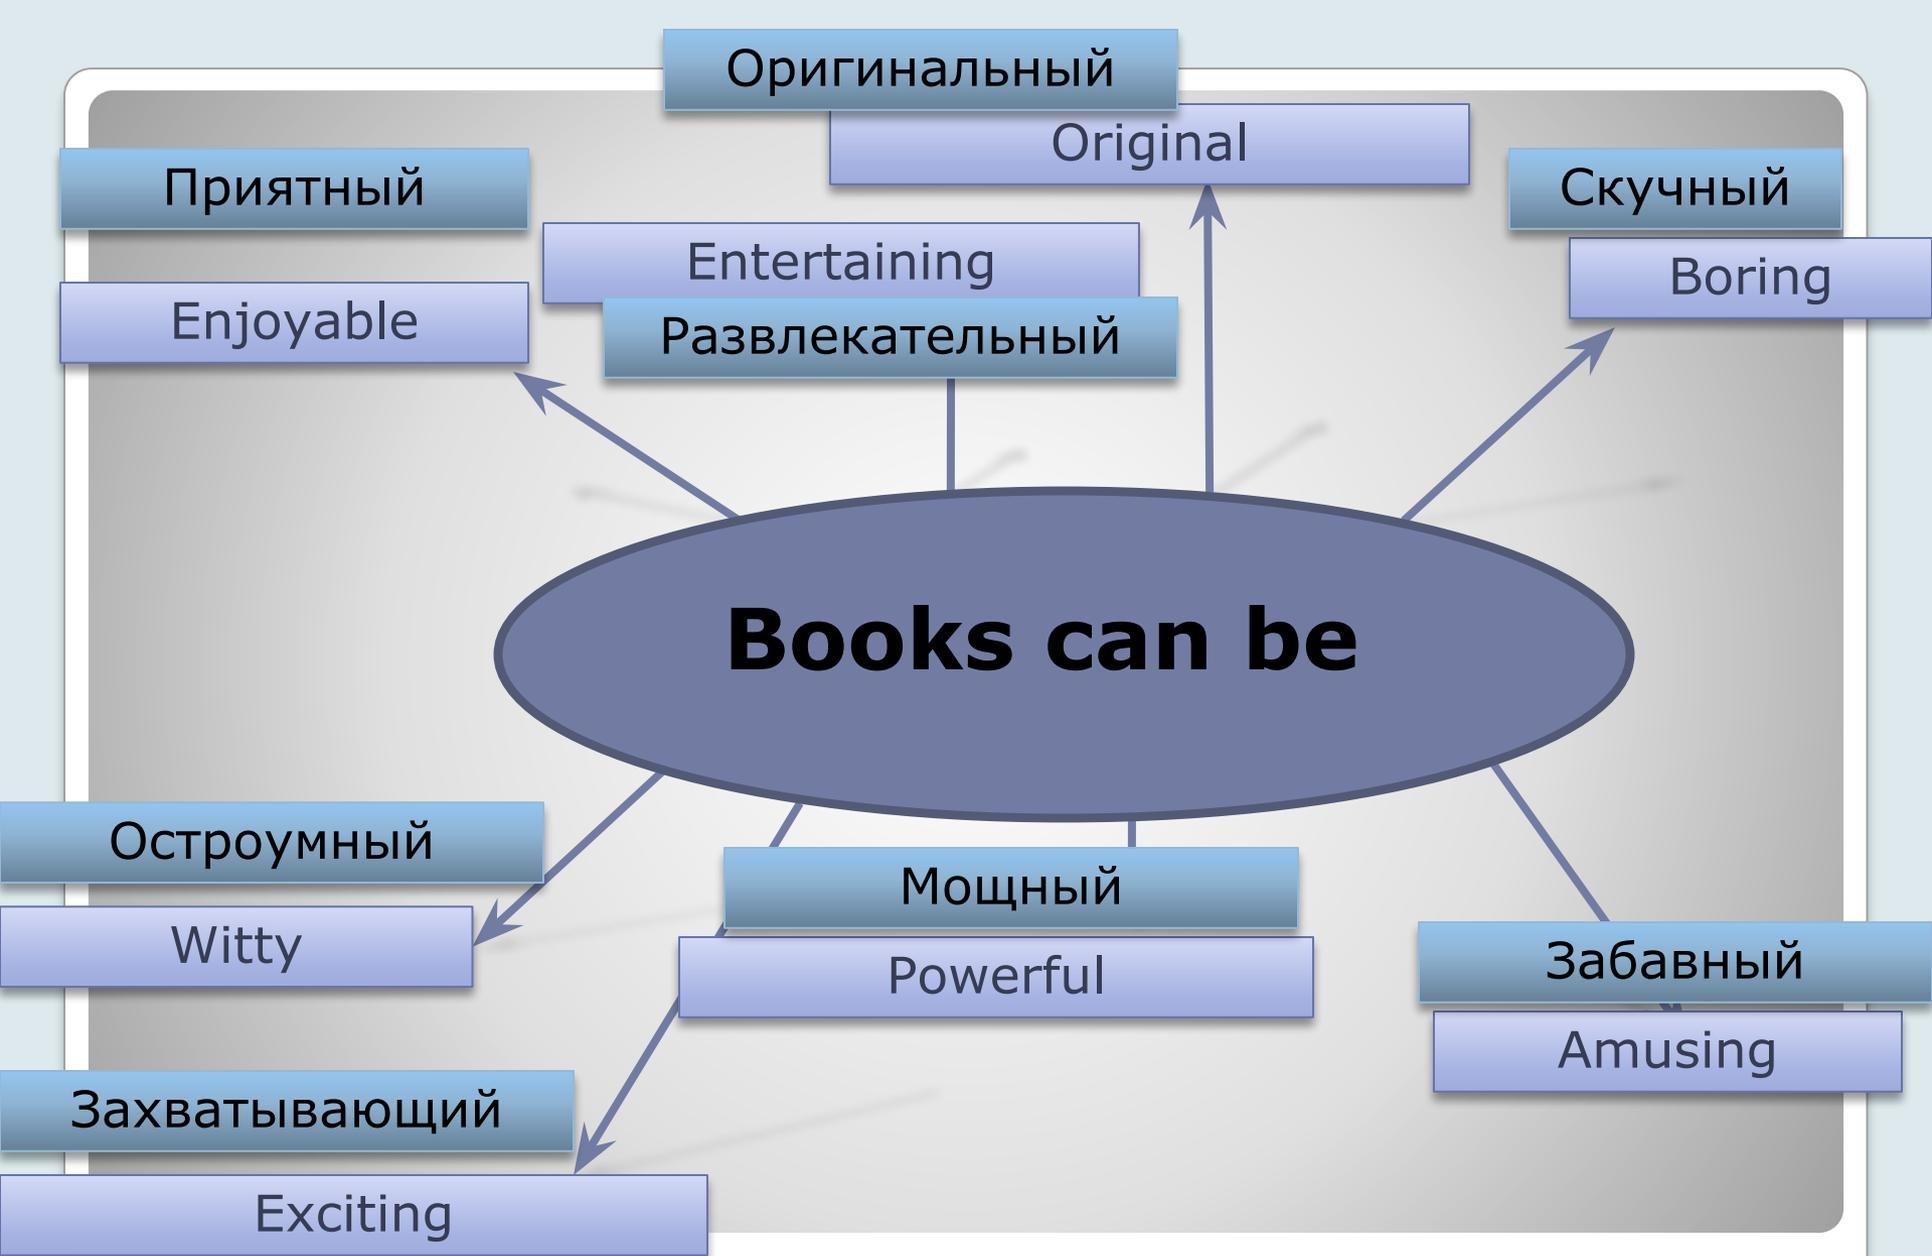 Оригинальный
Original
Приятный
Скучный
Entertaining
Boring
Enjoyable
Развлекательный
Books can be
Остроумный
Мощный
Witty
Powerful
Забавный
Amusing
Захватывающий
Exciting